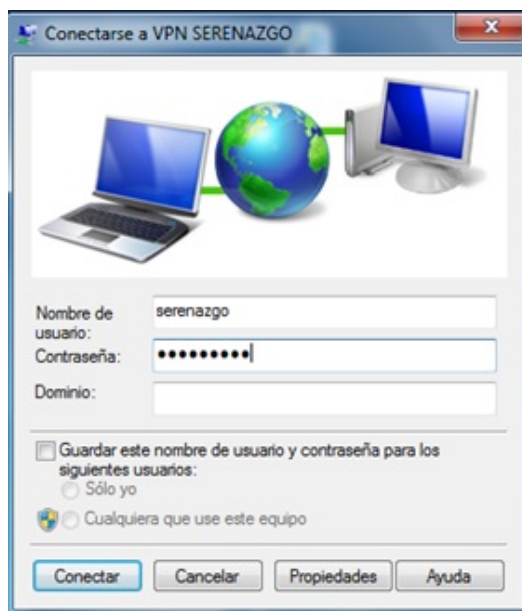 Conectarse a VPN SERENAZGO
Nombre de
usuario:
serenazgo
Contraseña:
•••••••••
Dominio:
Guardar este nombre de usuario y contraseña para los
siguientes usuarios:
Sólo yo
Cualquiera que use este equipo
Conectar
Cancelar
Propiedades
Ayuda